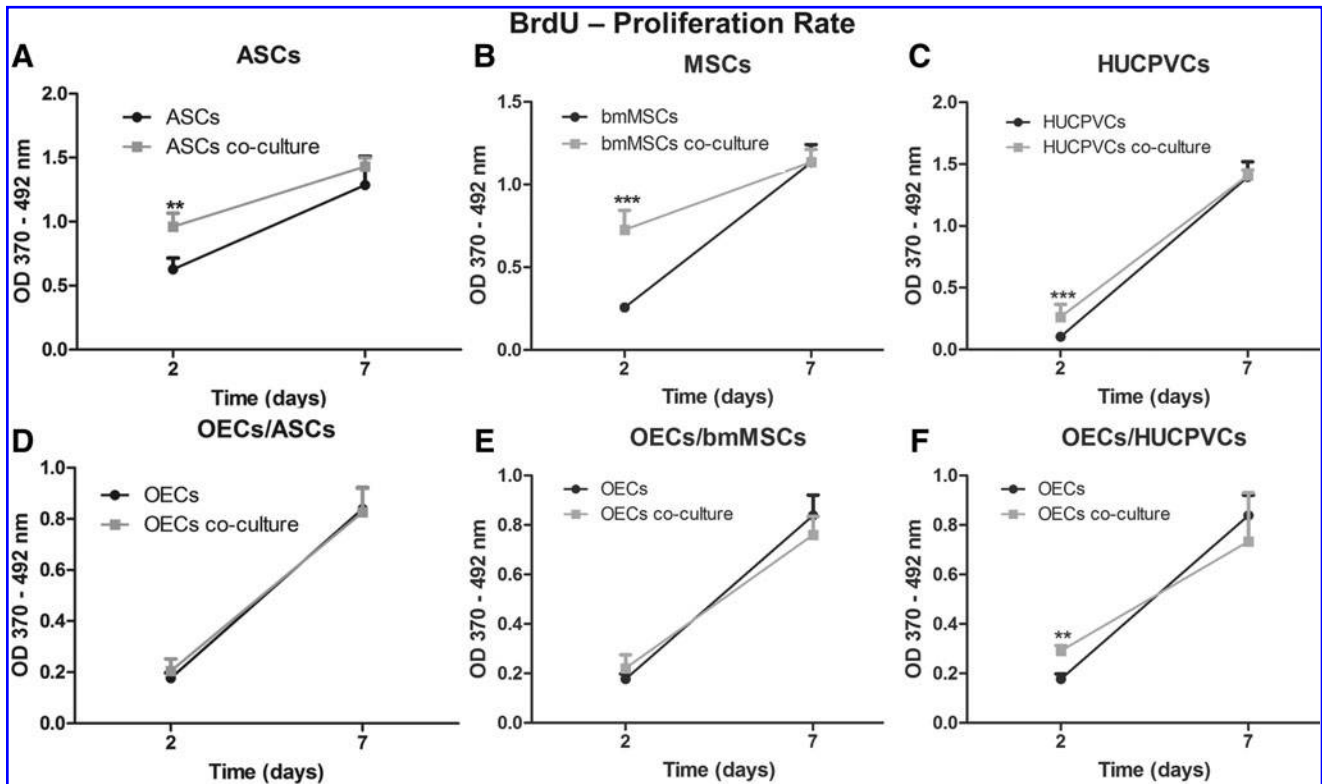 BrdU – Proliferation Rate
A
ASCs
OD 370 - 492 nm
2.0
1.5
1.0
0.5
0.0
ASCs
ASCs co-culture
**
2
7
Time (days)
B
MSCs
OD 370 - 492 nm
1.5
1.0
0.5
0.0
bmMSCs
bmMSCs co-culture
***
2
7
Time (days)
C
HUCPVCs
OD 370 - 492 nm
2.0
1.5
1.0
0.5
0.0
HUCPVCs
HUCPVCs co-culture
***
2
7
Time (days)
D
OECs/ASCs
OD 370 - 492 nm
1.0
0.8
0.6
0.4
0.2
0.0
OECs
OECs co-culture
2
7
Time (days)
E
OECs/bmMSCs
OD 370 - 492 nm
1.0
0.8
0.6
0.4
0.2
0.0
OECs
OECs co-culture
2
7
Time (days)
F
OECs/HUCPVCs
OD 370 - 492 nm
1.0
0.8
0.6
0.4
0.2
0.0
OECs
OECs co-culture
**
2
7
Time (days)